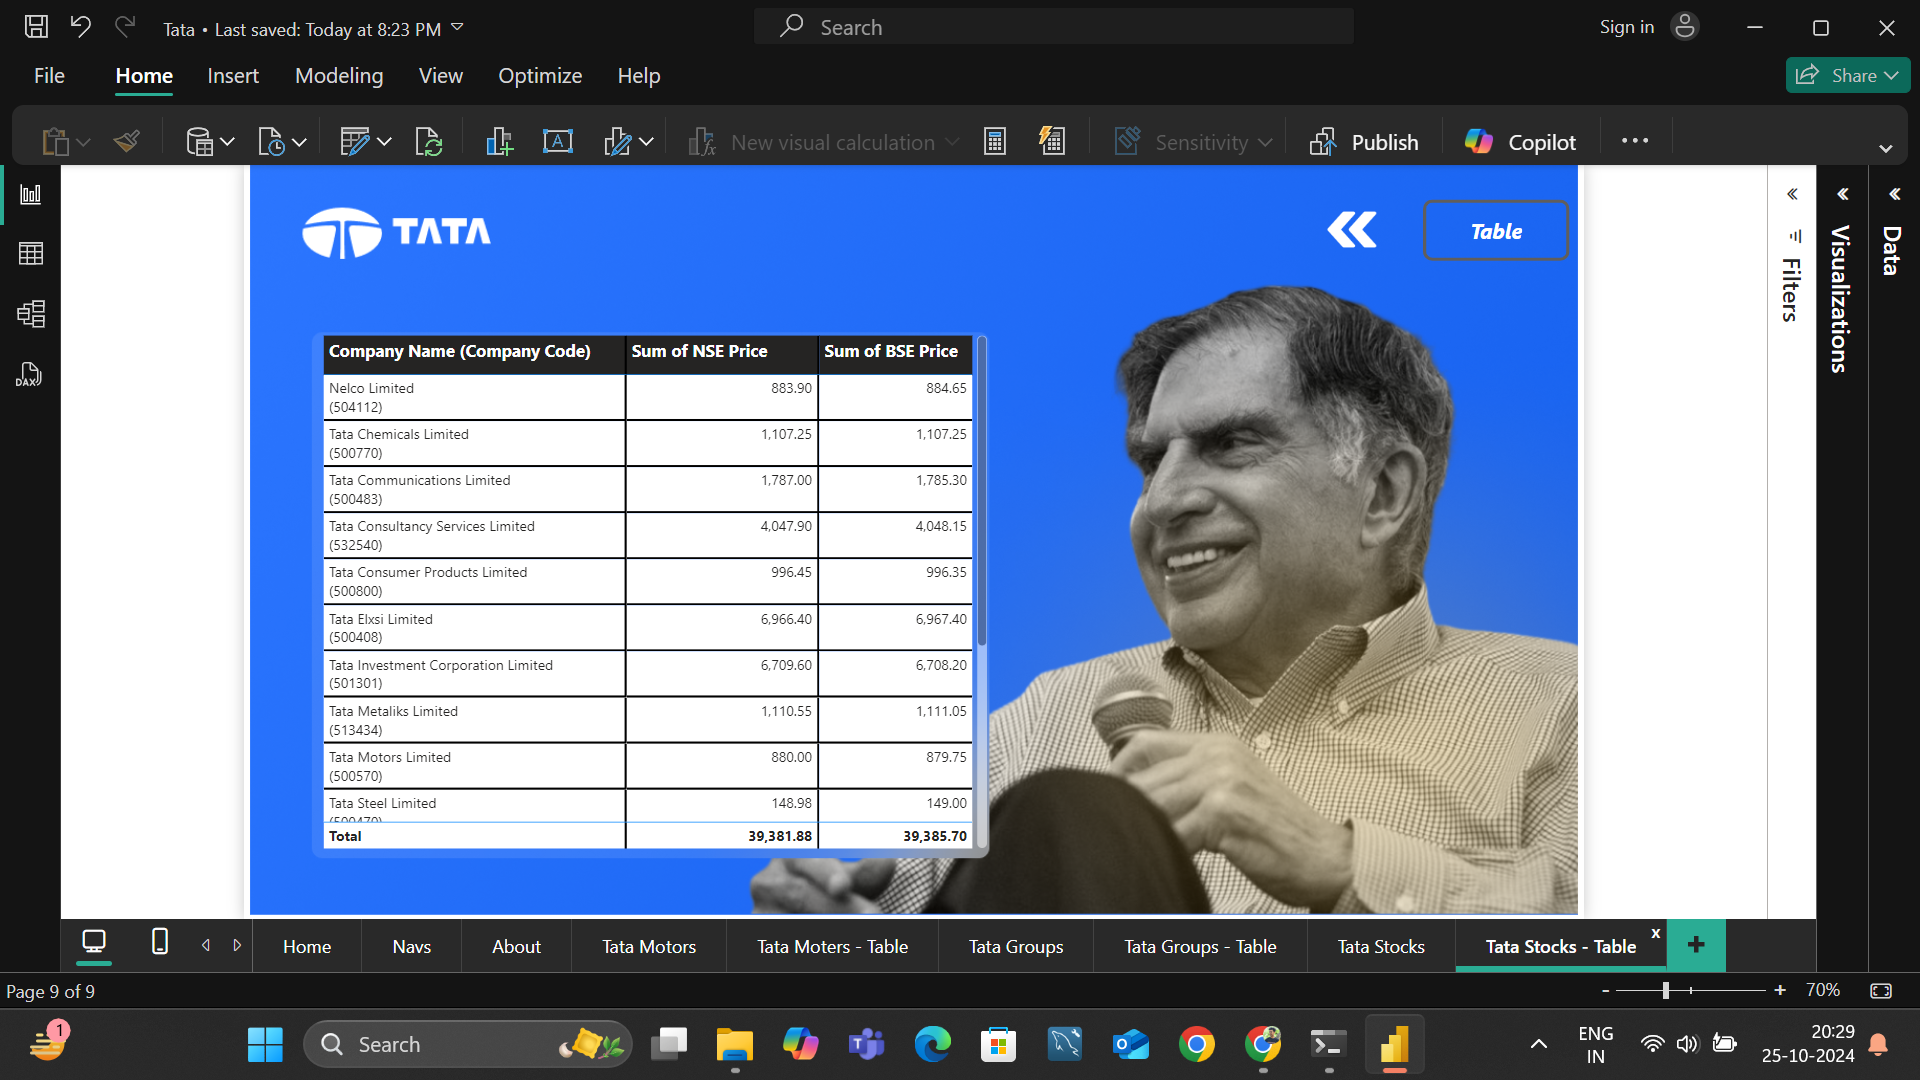 Tata • Last saved: Today at 8:23 PM
Search
Sign in
File
Home
Insert
Modeling
View
Optimize
Help
Share
New visual calculation
Sensitivity
Publish
Copilot
DAX
TATA
Table
Filters
Visualizations
Data
Company Name (Company Code) Sum of NSE Price Sum of BSE Price
Nelco Limited 883.90 884.65
(504112)
Tata Chemicals Limited 1,107.25 1,107.25
(500770)
Tata Communications Limited 1,787.00 1,785.30
(500483)
Tata Consultancy Services Limited 4,047.90 4,048.15
(532540)
Tata Consumer Products Limited 996.45 996.35
(500800)
Tata Elxsi Limited 6,966.40 6,967.40
(500408)
Tata Investment Corporation Limited 6,709.60 6,708.20
(501301)
Tata Metaliks Limited 1,110.55 1,111.05
(513434)
Tata Motors Limited 880.00 879.75
(500570)
Tata Steel Limited 148.98 149.00
(500470)
Total 39,381.88 39,385.70
Home
Navs
About
Tata Motors
Tata Moters - Table
Tata Groups
Tata Groups - Table
Tata Stocks
Tata Stocks - Table
x
+
Page 9 of 9
- + 70%
1
Search
ENG
IN
20:29
25-10-2024